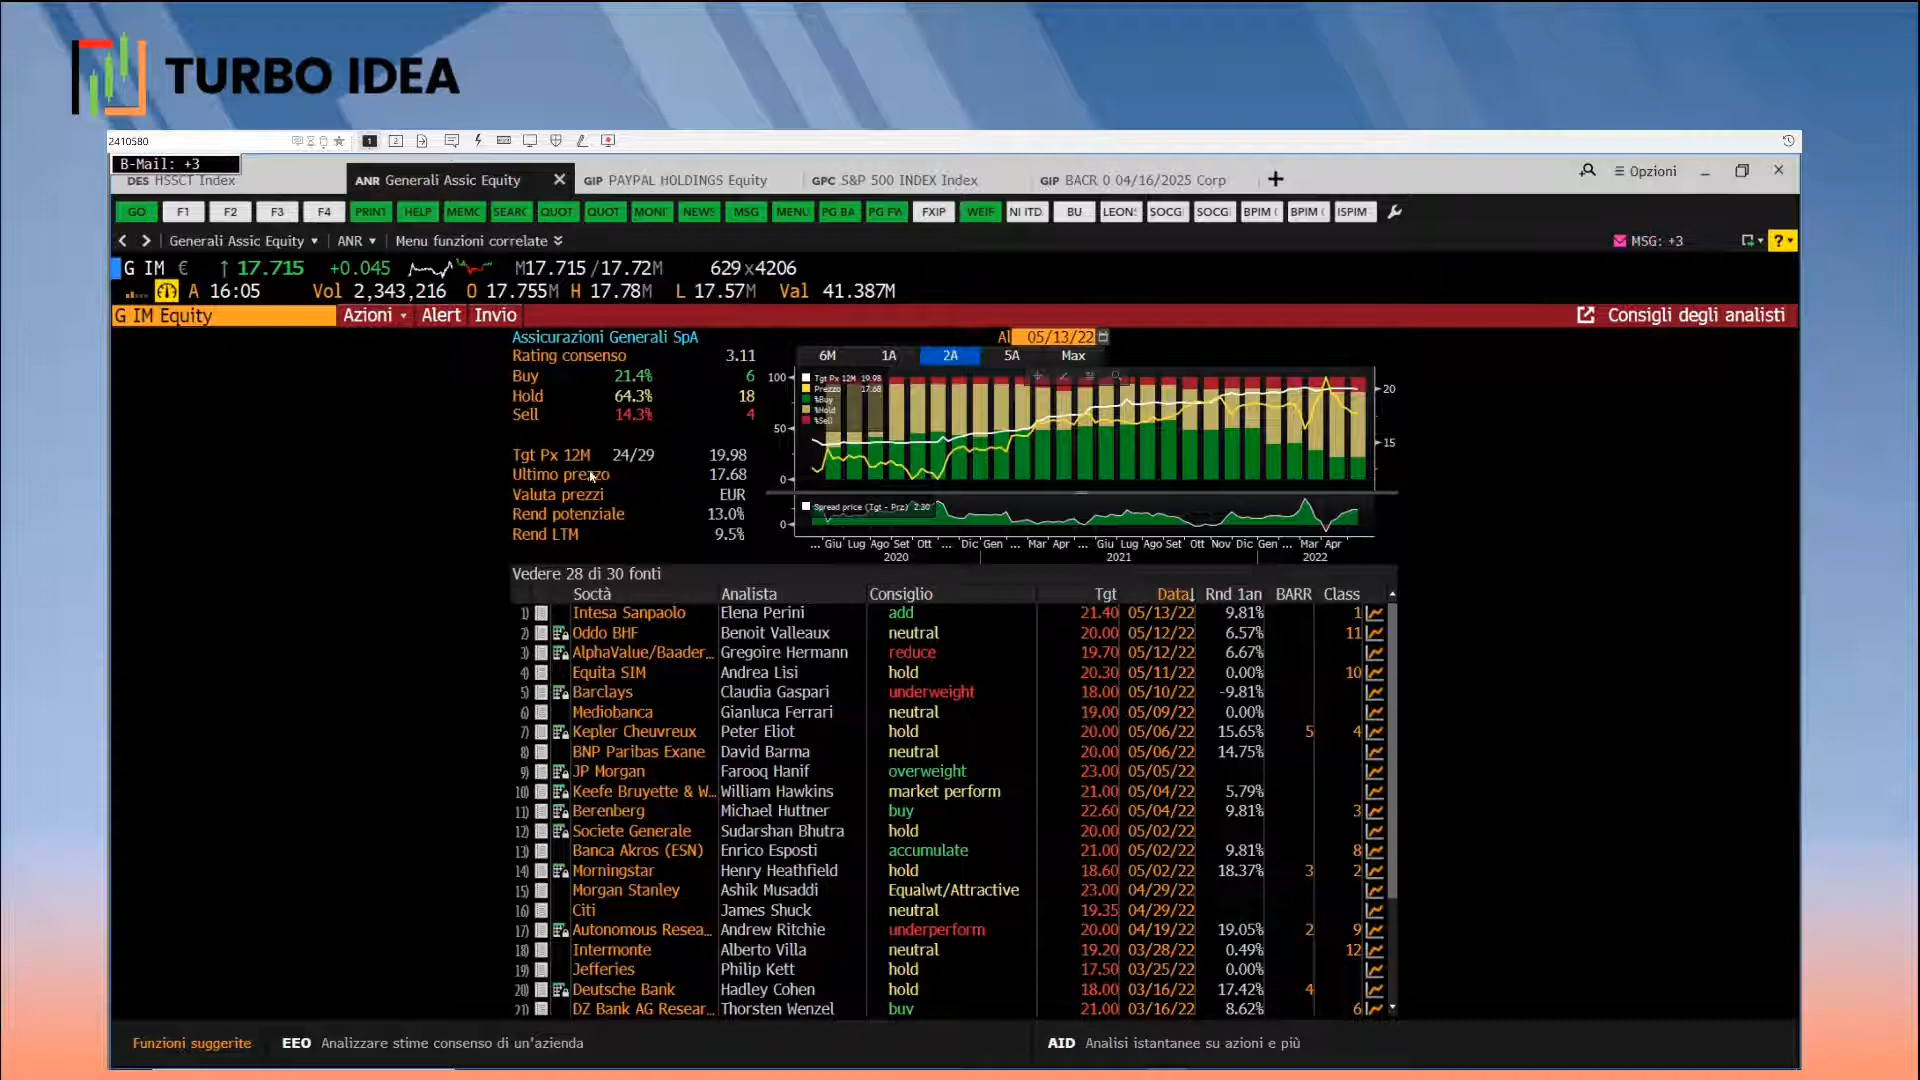 TURBO IDEA
2410580
B-Mail: +3
DES HSSCT Index
ANR Generali Assic Equity
GIP PAYPAL HOLDINGS Equity
GPC S&P 500 INDEX Index
GIP BACR 0 04/16/2025 Corp
Opzioni
GO F1 F2 F3 F4 PRINT HELP MEMC SEARC QUOT QUOT MONI NEWS MSG MENU PG BA PG FW FXIP WEIF NI ITD BU LEON: SOCG SOCG BPIM ( BPIM ( ISPIM
Generali Assic Equity ANR Menu funzioni correlate MSG: +3 ?
G IM € ↑ 17.715 +0.045 M17.715 /17.72M 629 x4206
A 16:05 Vol 2,343,216 O 17.755M H 17.78M L 17.57M Val 41.387M
G IM Equity Azioni Alert Invio Consigli degli analisti
Assicurazioni Generali SpA Al 05/13/22
Rating consenso 3.11
Buy 21.4% 6
Hold 64.3% 18
Sell 14.3% 4
Tgt Px 12M 24/29 19.98
Ultimo prezzo 17.68
Valuta prezzi EUR
Rend potenziale 13.0%
Rend LTM 9.5%
6M 1A 2A 5A Max
Tgt Px 12M 19.98
Prezzo 17.68
%Buy
%Hold
%Sell
100
50
0
20
15
Spread price (Tgt - Prz) 2.30
0
... Giu Lug Ago Set Ott ... Dic Gen ... Mar Apr ... Giu Lug Ago Set Ott Nov Dic Gen ... Mar Apr
2020 2021 2022
Vedere 28 di 30 fonti
Soctà Analista Consiglio Tgt Data↓ Rnd 1an BARR Class
1) Intesa Sanpaolo Elena Perini add 21.40 05/13/22 9.81% 1
2) Oddo BHF Benoit Valleaux neutral 20.00 05/12/22 6.57% 11
3) AlphaValue/Baader... Gregoire Hermann reduce 19.70 05/12/22 6.67%
4) Equita SIM Andrea Lisi hold 20.30 05/11/22 0.00% 10
5) Barclays Claudia Gaspari underweight 18.00 05/10/22 -9.81%
6) Mediobanca Gianluca Ferrari neutral 19.00 05/09/22 0.00%
7) Kepler Cheuvreux Peter Eliot hold 20.00 05/06/22 15.65% 5 4
8) BNP Paribas Exane David Barma neutral 20.00 05/06/22 14.75%
9) JP Morgan Farooq Hanif overweight 23.00 05/05/22
10) Keefe Bruyette & W... William Hawkins market perform 21.00 05/04/22 5.79%
11) Berenberg Michael Huttner buy 22.60 05/04/22 9.81% 3
12) Societe Generale Sudarshan Bhutra hold 20.00 05/02/22
13) Banca Akros (ESN) Enrico Esposti accumulate 21.00 05/02/22 9.81% 8
14) Morningstar Henry Heathfield hold 18.60 05/02/22 18.37% 3 2
15) Morgan Stanley Ashik Musaddi Equalwt/Attractive 23.00 04/29/22
16) Citi James Shuck neutral 19.35 04/29/22
17) Autonomous Resea... Andrew Ritchie underperform 20.00 04/19/22 19.05% 2 9
18) Intermonte Alberto Villa neutral 19.20 03/28/22 0.49% 12
19) Jefferies Philip Kett hold 17.50 03/25/22 0.00%
20) Deutsche Bank Hadley Cohen hold 18.00 03/16/22 17.42% 4
21) DZ Bank AG Resear... Thorsten Wenzel buy 21.00 03/16/22 8.62% 6
Funzioni suggerite EEO Analizzare stime consenso di un'azienda AID Analisi istantanee su azioni e più